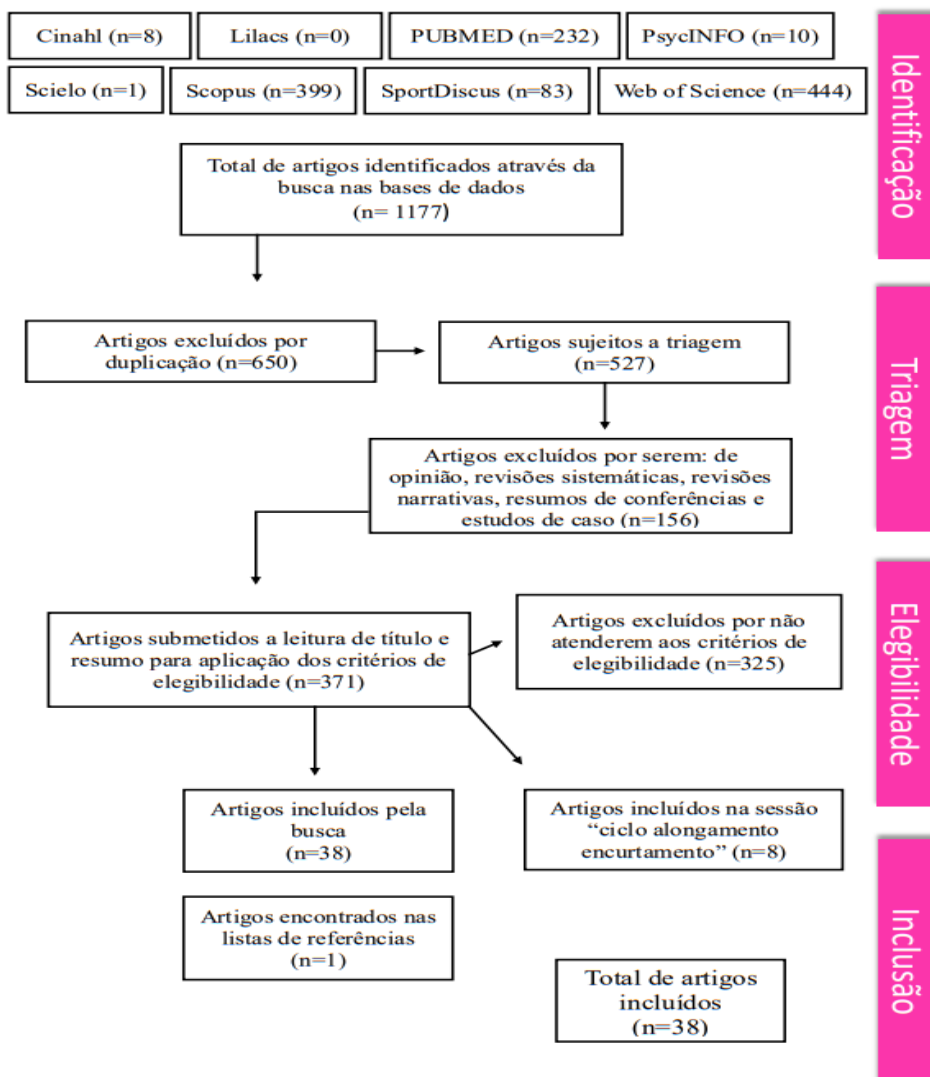 Cinahl (n=8)
Lilacs (n=0)
PUBMED (n=232)
PsycINFO (n=10)
Scielo (n=1)
Scopus (n=399)
SportDiscus (n=83)
Web of Science (n=444)
Identificação
Total de artigos identificados através da
busca nas bases de dados
(n= 1177)
Triagem
Artigos excluídos por
duplicação (n=650)
Artigos sujeitos a triagem
(n=527)
Artigos excluídos por serem: de
opinião, revisões sistemáticas, revisões
narrativas, resumos de conferências e
estudos de caso (n=156)
Elegibilidade
Artigos submetidos a leitura de título e
resumo para aplicação dos critérios de
elegibilidade (n=371)
Artigos excluídos por não
atenderem aos critérios de
elegibilidade (n=325)
Artigos incluídos pela
busca
(n=38)
Artigos incluídos na sessão
“ciclo alongamento
encurtamento” (n=8)
Inclusão
Artigos encontrados nas
listas de referências
(n=1)
Total de artigos
incluídos
(n=38)